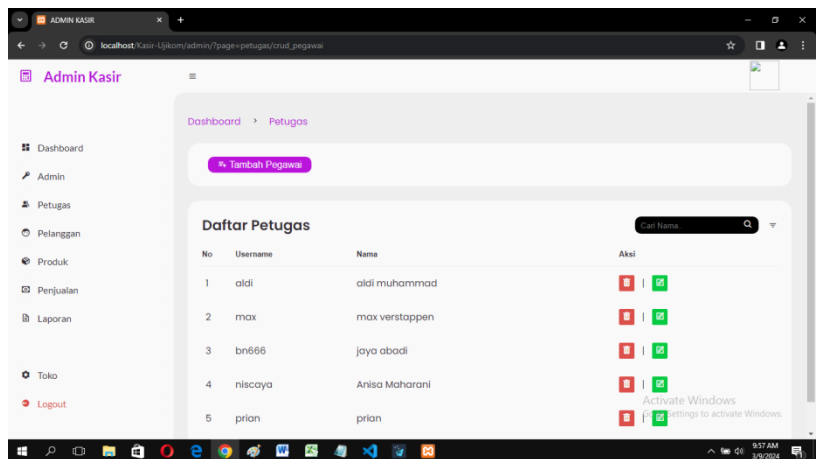 ADMIN KASIR
localhost/Kasir-Ujikom/admin/?page=petugas/crud_pegawai
Admin Kasir
Dashboard > Petugas
Dashboard
Admin
Petugas
Pelanggan
Produk
Penjualan
Laporan
Toko
Logout
Tambah Pegawai
Daftar Petugas
Cari Nama..
No Username Nama Aksi
1 aldi aldi muhammad |
2 max max verstappen |
3 bn666 jaya abadi |
4 niscaya Anisa Maharani |
5 prian prian |
Activate Windows
Go to Settings to activate Windows.
9:57 AM
3/9/2024